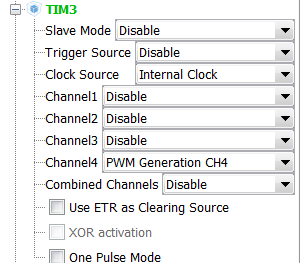 TIM3
Slave Mode Disable
Trigger Source Disable
Clock Source Internal Clock
Channel1 Disable
Channel2 Disable
Channel3 Disable
Channel4 PWM Generation CH4
Combined Channels Disable
Use ETR as Clearing Source
XOR activation
One Pulse Mode